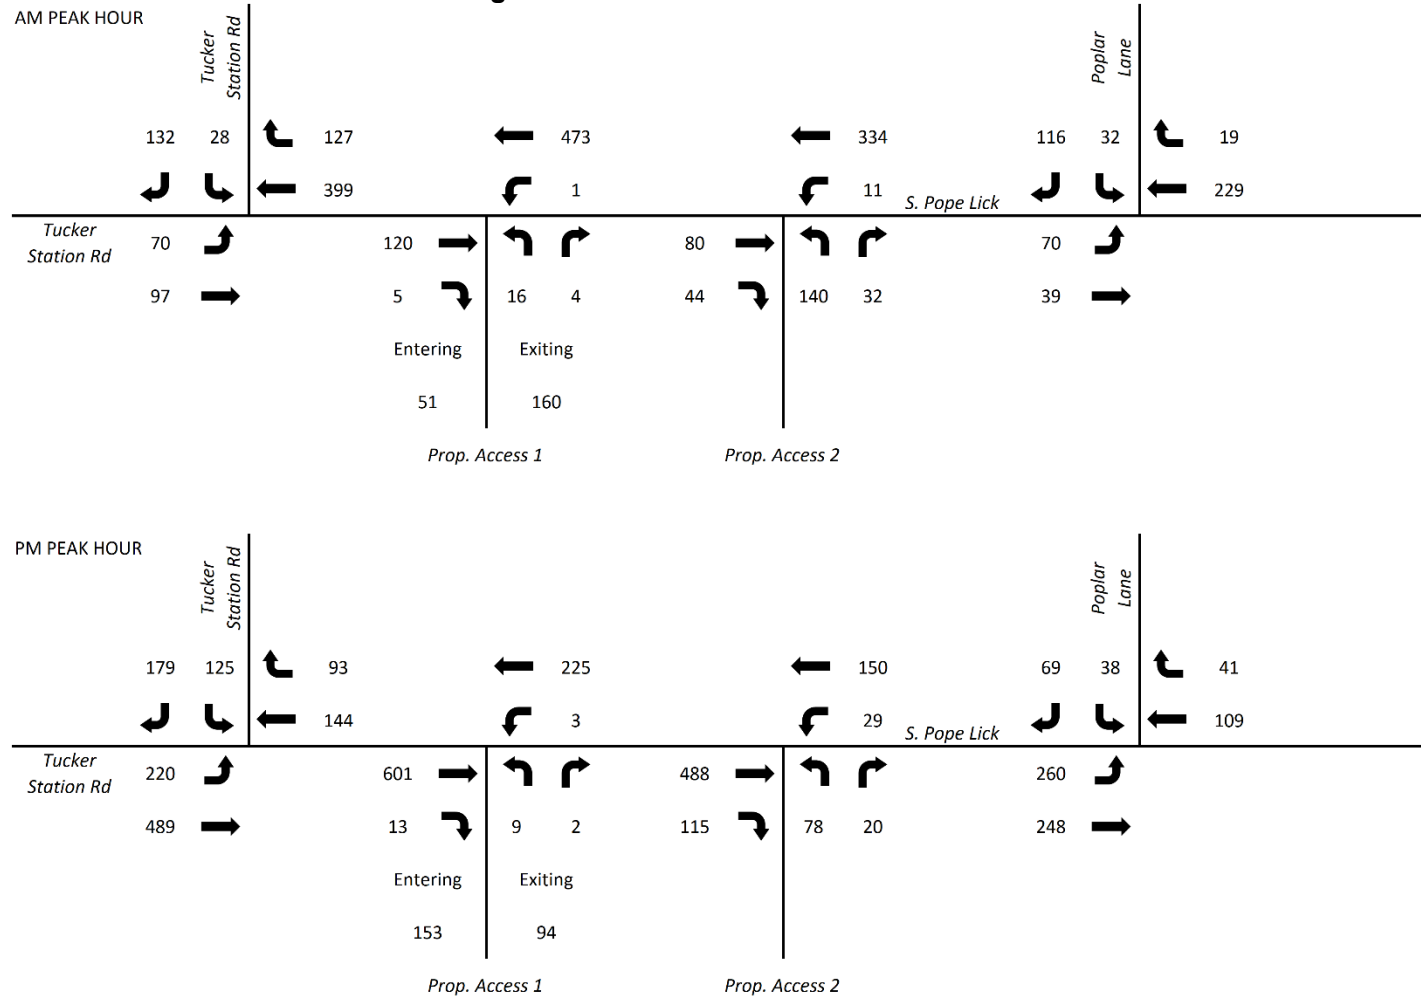 AM PEAK HOUR
Tucker
Station Rd
Poplar
Lane
132 28 127 473 334 116 32 19
399 1 11 S. Pope Lick 229
Tucker
Station Rd
70 120 80 70
97 5 16 4 44 140 32 39
Entering Exiting
51 160
Prop. Access 1 Prop. Access 2
PM PEAK HOUR
Tucker
Station Rd
Poplar
Lane
179 125 93 225 150 69 38 41
144 3 29 S. Pope Lick 109
Tucker
Station Rd
220 601 488 260
489 13 9 2 115 78 20 248
Entering Exiting
153 94
Prop. Access 1 Prop. Access 2